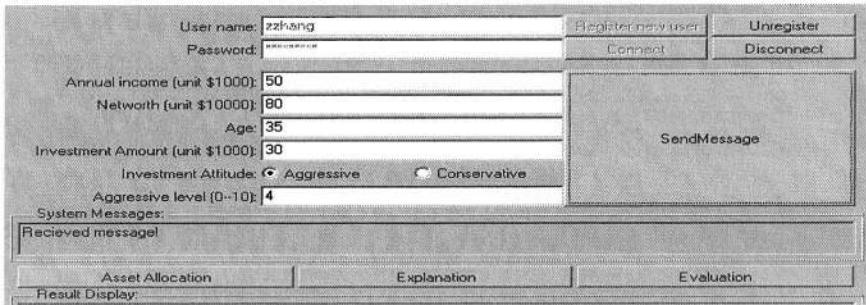 User name: zzhang Register new user Unregister
Password: ********* Connect Disconnect
Annual income (unit $1000): 50
Networth (unit $10000): 80
Age: 35
Investment Amount (unit $1000): 30
SendMessage
Investment Attitude: Aggressive Conservative
Aggressive level (0--10): 4
System Messages:
Recieved message!
Asset Allocation Explanation Evaluation
Result Display: